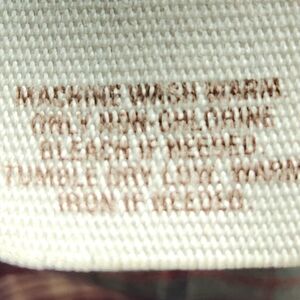 MACHINE WASH WARM
ONLY NON-CHLORINE
BLEACH IF NEEDED.
TUMBLE DRY LOW. WARM
IRON IF NEEDED.